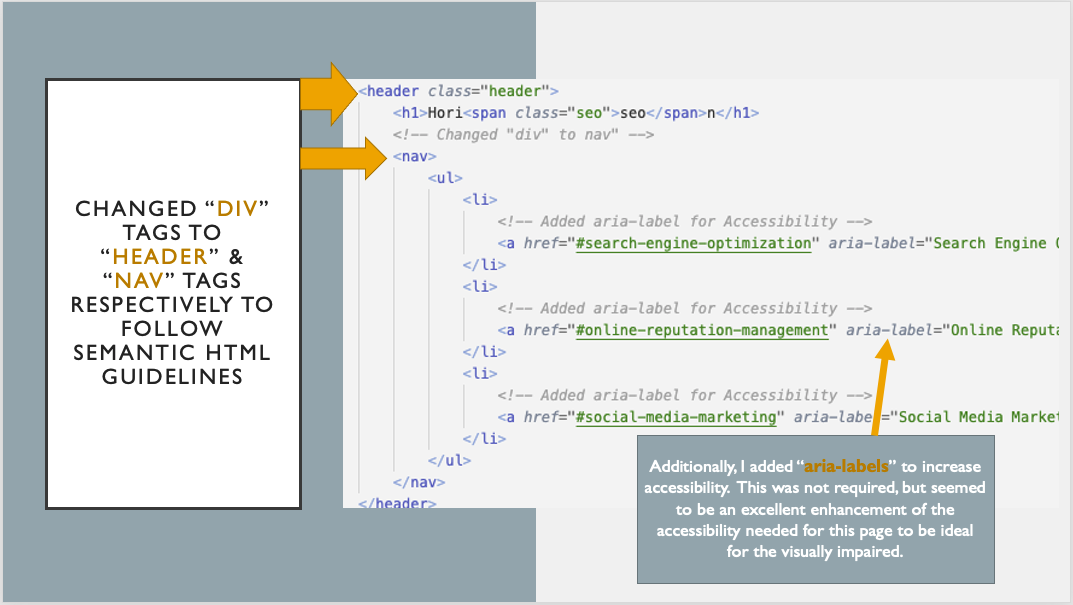 CHANGED “DIV”
TAGS TO
“HEADER” &
“NAV” TAGS
RESPECTIVELY TO
FOLLOW
SEMANTIC HTML
GUIDELINES
<header class="header">
<h1>Hori<span class="seo">seo</span>n</h1>
<!-- Changed "div" to nav" -->
<nav>
<ul>
<li>
<!-- Added aria-label for Accessibility -->
<a href="#search-engine-optimization" aria-label="Search Engine
</li>
<li>
<!-- Added aria-label for Accessibility -->
<a href="#online-reputation-management" aria-label="Online Reputa
</li>
<li>
<!-- Added aria-label for Accessibility -->
<a href="#social-media-marketing" aria-label="Social Media Market
</li>
</ul>
</nav>
</header>
Additionally, I added “aria-labels” to increase
accessibility. This was not required, but seemed
to be an excellent enhancement of the
accessibility needed for this page to be ideal
for the visually impaired.